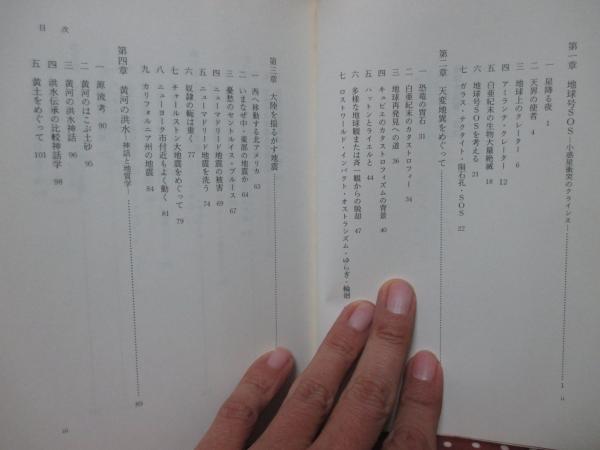 第一章 地球号SOS―小惑星衝突のクライシス― 1
一 星降る夜 1
二 天界の使者 4
三 地球上のクレーター 6
四 アミランテ・クレーター 12
五 白亜紀末の生物大量絶滅 18
六 地球号SOSを考える 21
七 ガラス・テクタイト・隕石孔・SOS 22
第二章 天変地異をめぐって 31
一 恐竜の胃石 31
二 白亜紀末のカタストロフィー 34
三 地球再発見への道 36
四 キュビエのカタストロフィズムの背景 40
五 ハットンとライエルと 44
六 多様な地球観または斉一観からの脱却 47
七 ロストワールド・インパクト・オストラシズム・ゆらぎ・輪廻
第三章 大陸を揺るがす地震
一 西へ移動する北アメリカ 63
二 いまなぜ中・東部の地震か 64
三 憂愁のセントルイス・ブルース 67
四 ニューマドリード地震の被害 69
五 ニューマドリード地震を洗う 74
六 奴隷の輪は重く 77
七 チャールストン大地震をめぐって 79
八 ニューヨーク市付近もよく動く 81
九 カリフォルニア州の地震 84
第四章 黄河の洪水―神話と地質学― 89
一 源流考 90
二 黄河のはこぶ土砂 95
三 黄河の洪水神話 96
四 洪水伝承の比較神話学 98
五 黄土をめぐって 101
目次